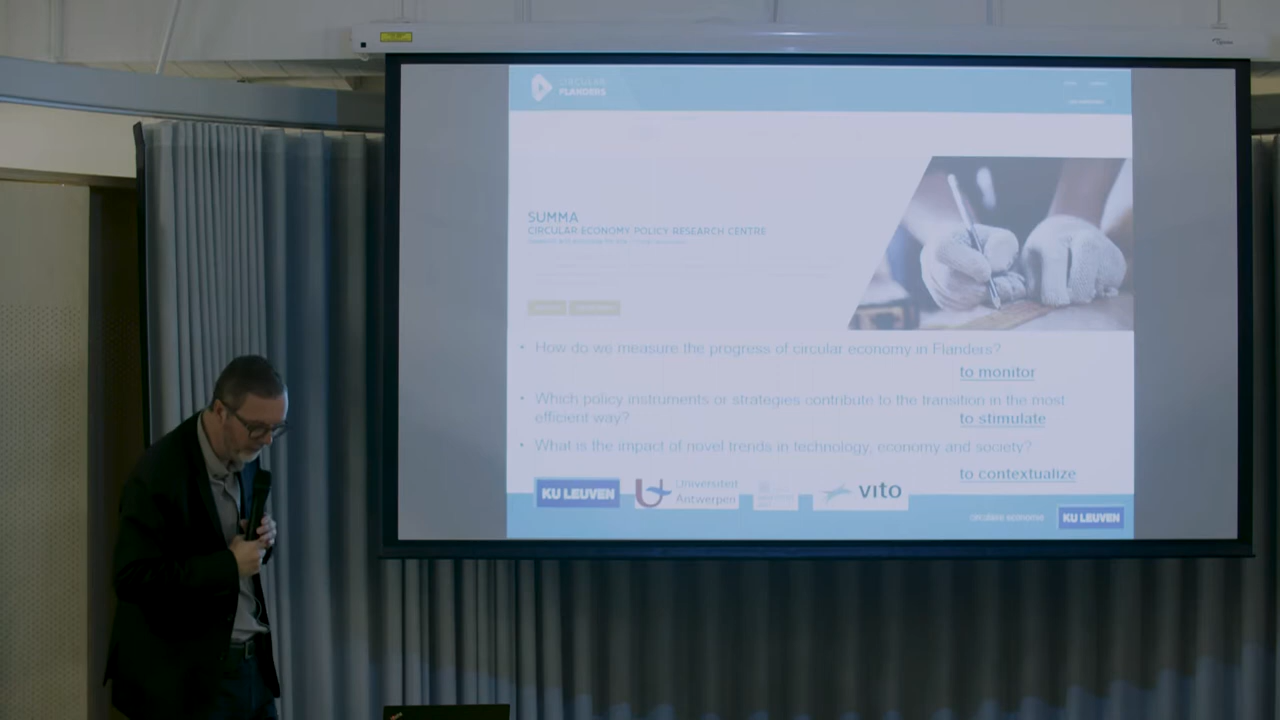 CIRCULAR
FLANDERS
SUMMA
CIRCULAR ECONOMY POLICY RESEARCH CENTRE
• How do we measure the progress of circular economy in Flanders?
to monitor
• Which policy instruments or strategies contribute to the transition in the most
efficient way?
to stimulate
• What is the impact of novel trends in technology, economy and society?
to contextualize
KU LEUVEN
Universiteit
Antwerpen
vito
circulaire economie
KU LEUVEN